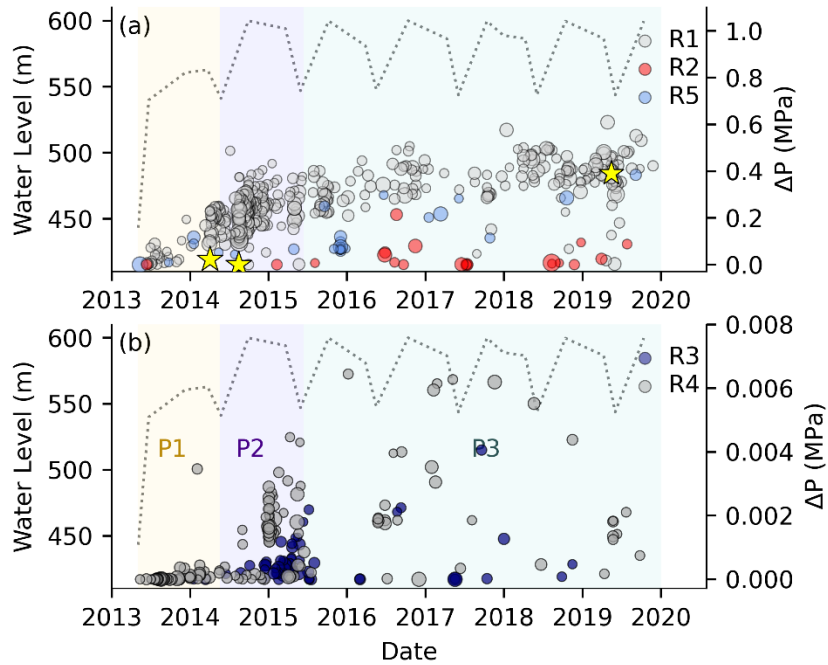 (a)
Water Level (m)
600
550
500
450
R1
R2
R5
1.0
0.8
0.6
0.4
0.2
0.0
ΔP (MPa)
2013 2014 2015 2016 2017 2018 2019 2020
(b)
Water Level (m)
600
550
500
450
P1
P2
P3
R3
R4
0.008
0.006
0.004
0.002
0.000
ΔP (MPa)
2013 2014 2015 2016 2017 2018 2019 2020
Date